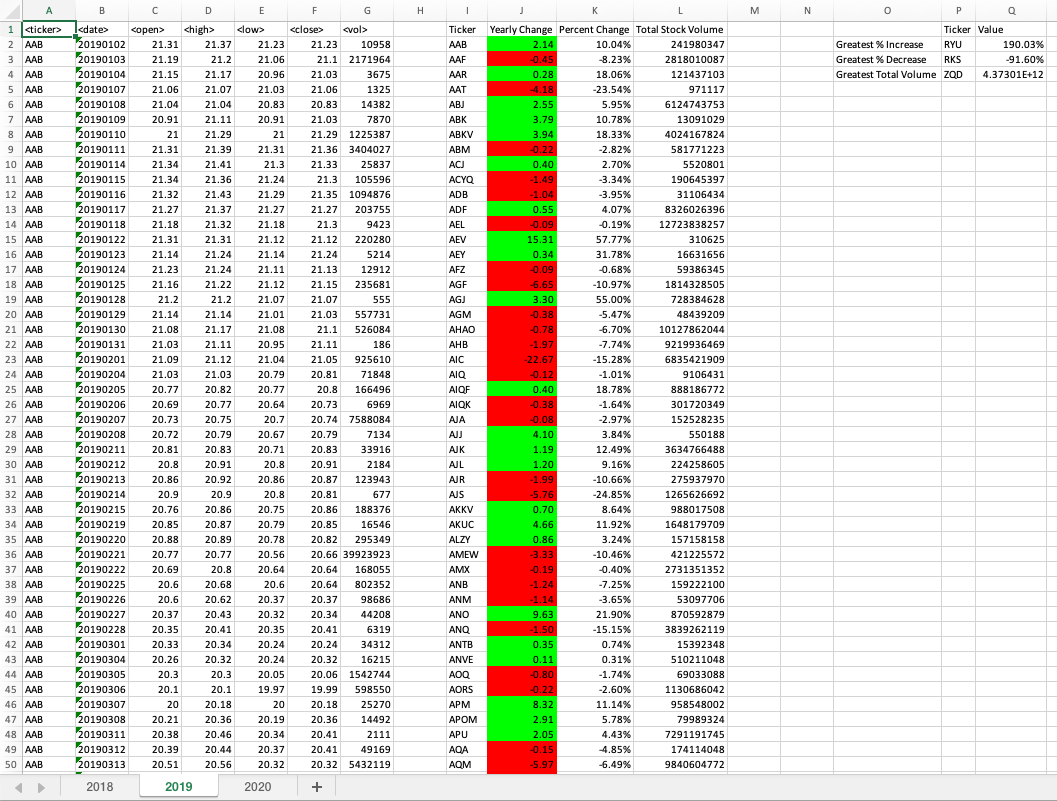 A B C D E F G H I J K L M N O P Q
1 <ticker> <date> <open> <high> <low> <close> <vol> Ticker Yearly Change Percent Change Total Stock Volume Ticker Value
2 AAB 20190102 21.31 21.37 21.23 21.23 10958 AAB 2.14 10.04% 241980347 Greatest % Increase RYU 190.03%
3 AAB 20190103 21.19 21.2 21.06 21.1 2171964 AAF -0.45 -8.23% 2818010087 Greatest % Decrease RKS -91.60%
4 AAB 20190104 21.15 21.17 20.96 21.03 3675 AAR 0.28 18.06% 121437103 Greatest Total Volume ZQD 4.37301E+12
5 AAB 20190107 21.06 21.07 21.03 21.06 1325 AAT -4.18 -23.54% 971117
6 AAB 20190108 21.04 21.04 20.83 20.83 14382 ABJ 2.55 5.95% 6124743753
7 AAB 20190109 20.91 21.11 20.91 21.03 7870 ABK 3.79 10.78% 13091029
8 AAB 20190110 21 21.29 21 21.29 1225387 ABKV 3.94 18.33% 4024167824
9 AAB 20190111 21.31 21.39 21.31 21.36 3404027 ABM -0.22 -2.82% 581771223
10 AAB 20190114 21.34 21.41 21.3 21.33 25837 ACJ 0.40 2.70% 5520801
11 AAB 20190115 21.34 21.36 21.24 21.3 105596 ACYQ -1.49 -3.34% 190645397
12 AAB 20190116 21.32 21.43 21.29 21.35 1094876 ADB -1.04 -3.95% 31106434
13 AAB 20190117 21.27 21.37 21.27 21.27 203755 ADF 0.55 4.07% 8326026396
14 AAB 20190118 21.18 21.32 21.18 21.3 9423 AEL -0.09 -0.19% 12723838257
15 AAB 20190122 21.31 21.31 21.12 21.12 220280 AEV 15.31 57.77% 310625
16 AAB 20190123 21.14 21.24 21.14 21.24 5214 AEY 0.34 31.78% 16631656
17 AAB 20190124 21.23 21.24 21.11 21.13 12912 AFZ -0.09 -0.68% 59386345
18 AAB 20190125 21.16 21.22 21.12 21.15 235681 AGF -6.65 -10.97% 1814328505
19 AAB 20190128 21.2 21.2 21.07 21.07 555 AGJ 3.30 55.00% 728384628
20 AAB 20190129 21.14 21.14 21.01 21.03 557731 AGM -0.38 -5.47% 48439209
21 AAB 20190130 21.08 21.17 21.08 21.1 526084 AHAO -0.78 -6.70% 10127862044
22 AAB 20190131 21.03 21.11 20.95 21.11 186 AHB -1.97 -7.74% 9219936469
23 AAB 20190201 21.09 21.12 21.04 21.05 925610 AIC -22.67 -15.28% 6835421909
24 AAB 20190204 21.03 21.03 20.79 20.81 71848 AIQ -0.12 -1.01% 9106431
25 AAB 20190205 20.77 20.82 20.77 20.8 166496 AIQF 0.40 18.78% 888186772
26 AAB 20190206 20.69 20.77 20.64 20.73 6969 AIQK -0.38 -1.64% 301720349
27 AAB 20190207 20.73 20.75 20.7 20.74 7588084 AJA -0.08 -2.97% 152528235
28 AAB 20190208 20.72 20.79 20.67 20.79 7134 AJJ 4.10 3.84% 550188
29 AAB 20190211 20.81 20.83 20.71 20.83 33916 AJK 1.19 12.49% 3634766488
30 AAB 20190212 20.8 20.91 20.8 20.91 2184 AJL 1.20 9.16% 224258605
31 AAB 20190213 20.86 20.92 20.86 20.87 123943 AJR -1.99 -10.66% 275937970
32 AAB 20190214 20.9 20.9 20.8 20.81 677 AJS -5.76 -24.85% 1265626692
33 AAB 20190215 20.76 20.86 20.75 20.86 188376 AKKV 0.70 8.64% 988017508
34 AAB 20190219 20.85 20.87 20.79 20.85 16546 AKUC 4.66 11.92% 1648179709
35 AAB 20190220 20.88 20.89 20.78 20.82 295349 ALZY 0.86 3.24% 157158158
36 AAB 20190221 20.77 20.77 20.56 20.66 39923923 AMEW -3.33 -10.46% 421225572
37 AAB 20190222 20.69 20.8 20.64 20.64 168055 AMX -0.19 -0.40% 2731351352
38 AAB 20190225 20.6 20.68 20.6 20.64 802352 ANB -1.24 -7.25% 159222100
39 AAB 20190226 20.6 20.62 20.37 20.37 98686 ANM -1.14 -3.65% 53097706
40 AAB 20190227 20.37 20.43 20.32 20.34 44208 ANO 9.63 21.90% 870592879
41 AAB 20190228 20.35 20.41 20.35 20.41 6319 ANQ -1.50 -15.15% 3839262119
42 AAB 20190301 20.33 20.34 20.24 20.24 34312 ANTB 0.35 0.74% 15392348
43 AAB 20190304 20.26 20.32 20.24 20.32 16215 ANVE 0.11 0.31% 510211048
44 AAB 20190305 20.3 20.3 20.05 20.06 1542744 AOQ -0.80 -1.74% 69033088
45 AAB 20190306 20.1 20.1 19.97 19.99 598550 AORS -0.22 -2.60% 1130686042
46 AAB 20190307 20 20.18 20 20.18 25270 APM 8.32 11.14% 958548002
47 AAB 20190308 20.21 20.36 20.19 20.36 14492 APOM 2.91 5.78% 79989324
48 AAB 20190311 20.38 20.46 20.34 20.41 2111 APU 2.05 4.43% 7291191745
49 AAB 20190312 20.39 20.44 20.37 20.41 49169 AQA -0.15 -4.85% 174114048
50 AAB 20190313 20.51 20.56 20.32 20.32 5432119 AQM -5.97 -6.49% 9840604772
2018 2019 2020 +